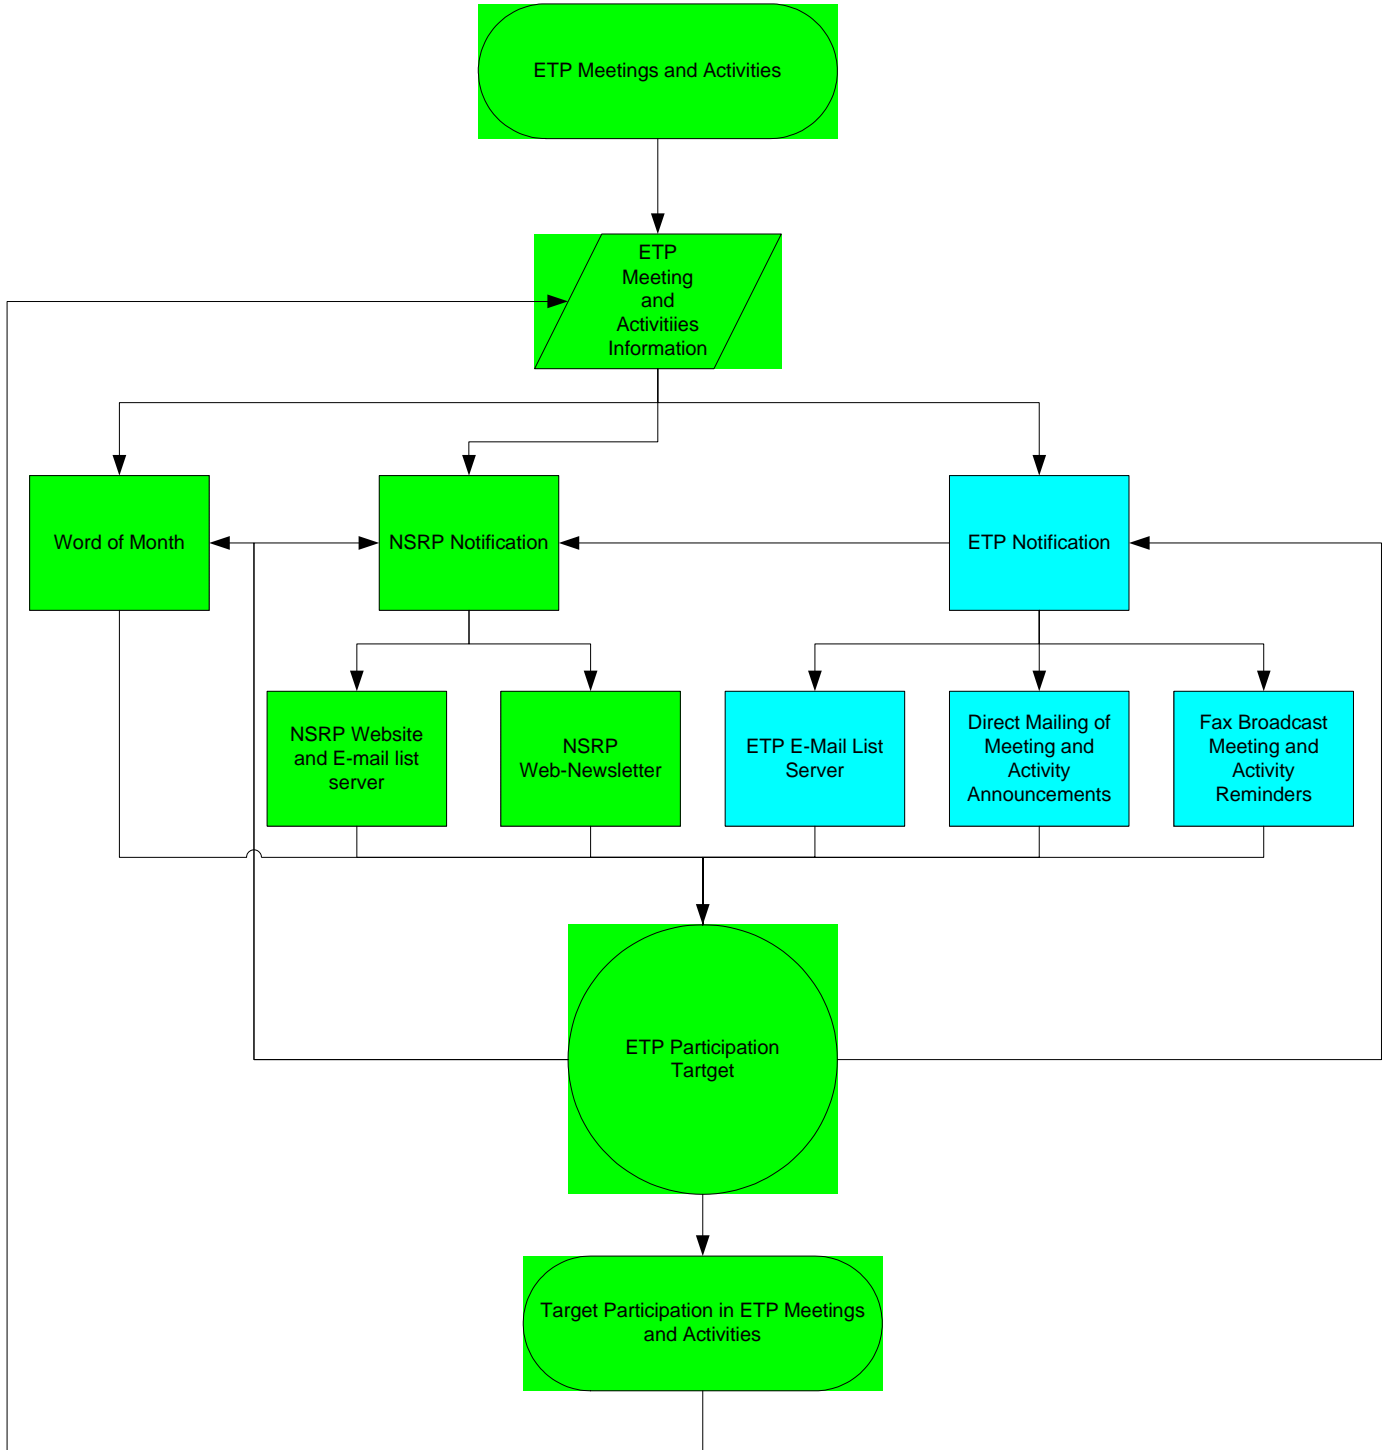 ETP Meetings and Activities
ETP
Meeting
and
Activitiies
Information
Word of Month
NSRP Notification
ETP Notification
NSRP Website
and E-mail list
server
NSRP
Web-Newsletter
ETP E-Mail List
Server
Direct Mailing of
Meeting and
Activity
Announcements
Fax Broadcast
Meeting and
Activity
Reminders
ETP Participation
Tartget
Target Participation in ETP Meetings
and Activities